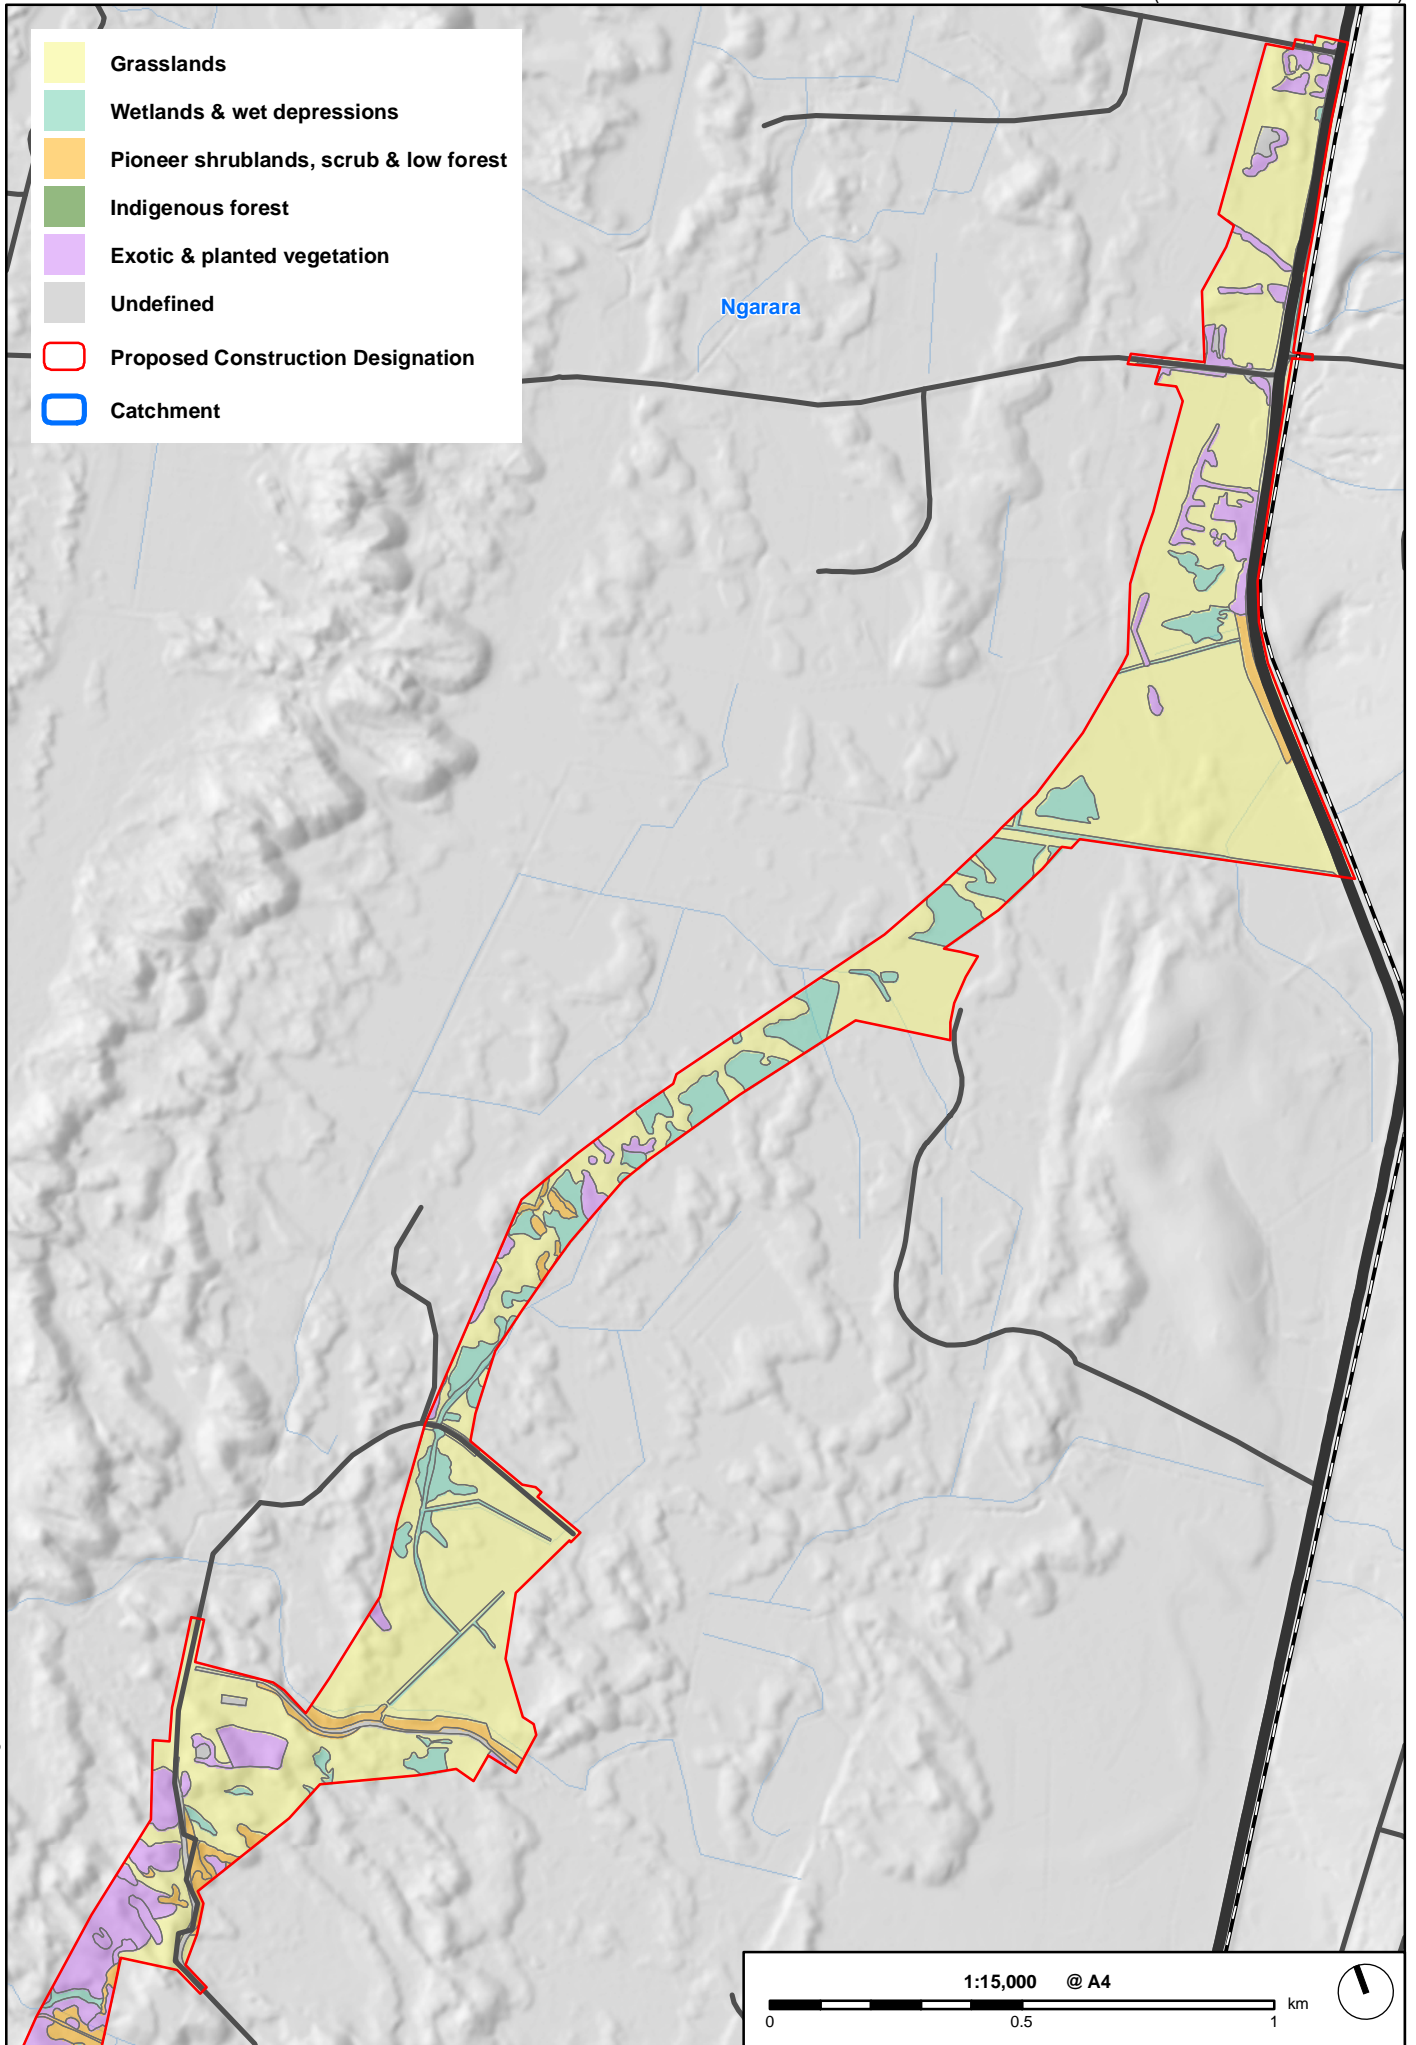 Grasslands
Wetlands & wet depressions
Pioneer shrublands, scrub & low forest
Indigenous forest
Exotic & planted vegetation
Undefined
Proposed Construction Designation
Catchment
Ngarara
1:15,000 @ A4
km
0 0.5 1